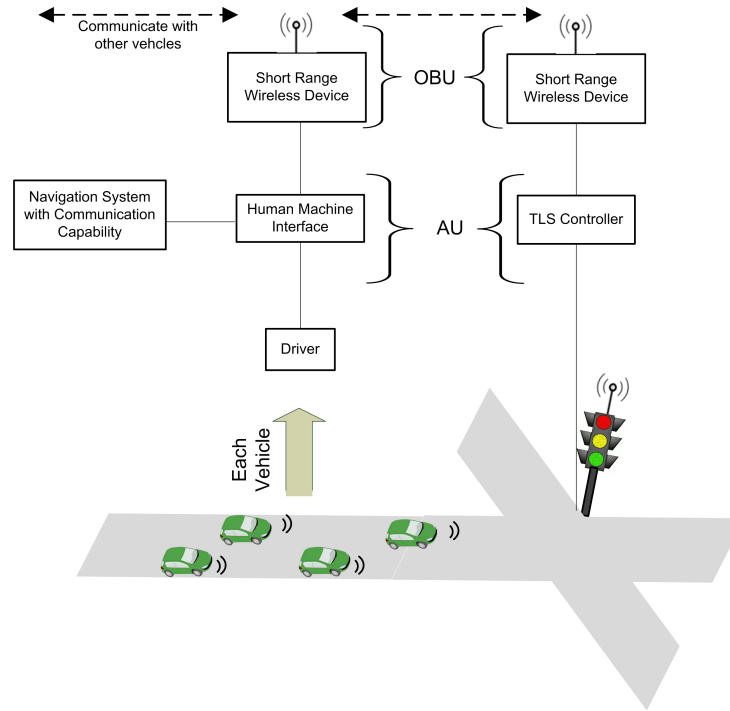 Communicate with
other vehcles
Short Range
Wireless Device
OBU
Short Range
Wireless Device
Navigation System
with Communication
Capability
Human Machine
Interface
AU
TLS Controller
Driver
Each
Vehicle